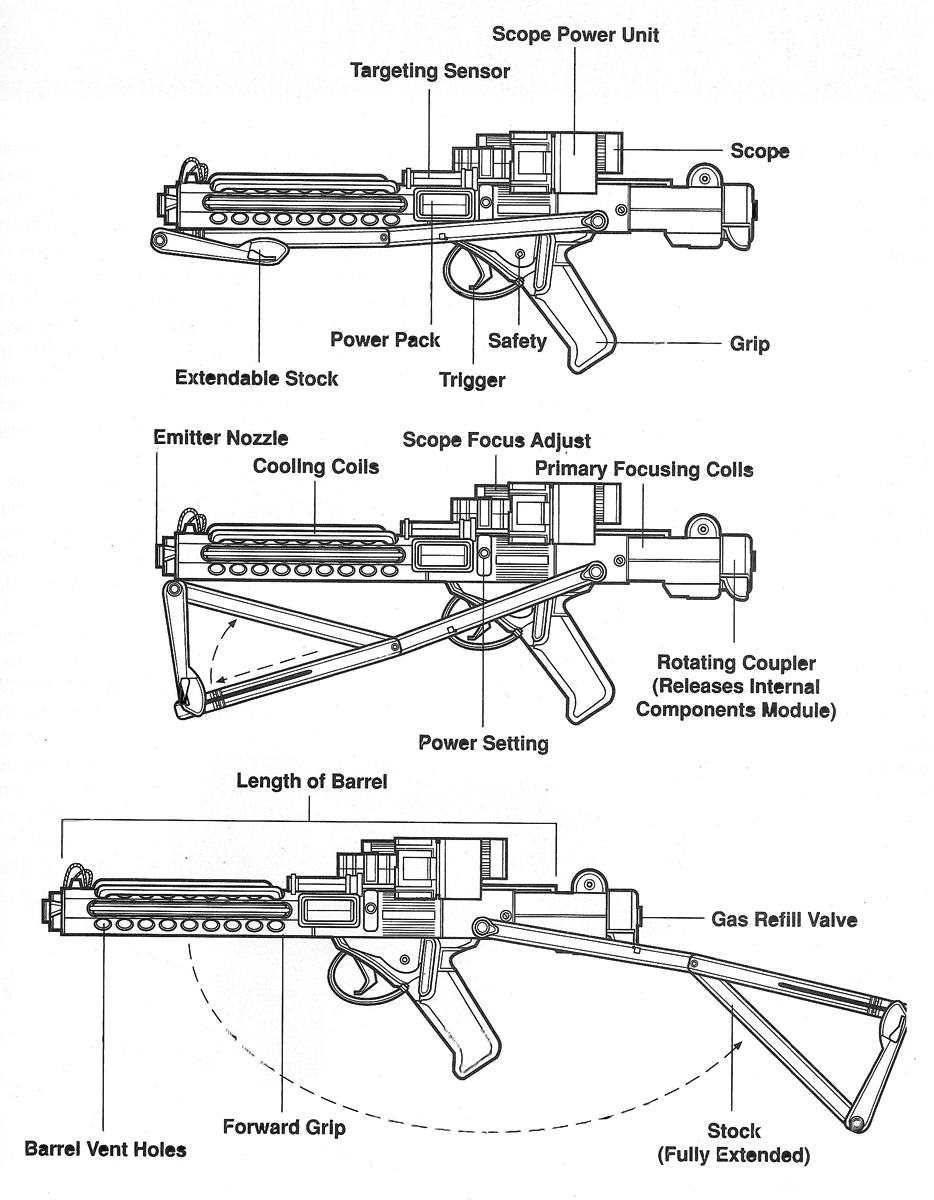 Scope Power Unit
Targeting Sensor
Scope
Power Pack
Safety
Grip
Extendable Stock
Trigger
Emitter Nozzle
Scope Focus Adjust
Cooling Coils
Primary Focusing Coils
Rotating Coupler
(Releases Internal
Components Module)
Power Setting
Length of Barrel
Gas Refill Valve
Forward Grip
Barrel Vent Holes
Stock
(Fully Extended)